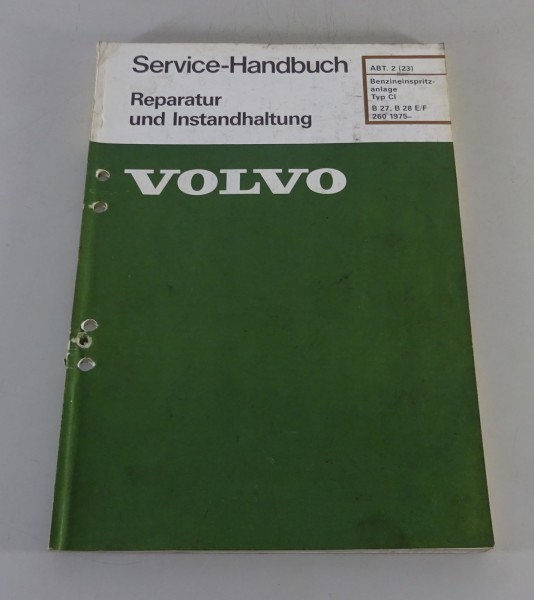 Service-Handbuch
Reparatur
und Instandhaltung
ABT. 2 (23)
Benzineinspritz-
anlage
Typ CI
B 27, B 28 E/F
260 1975–
VOLVO